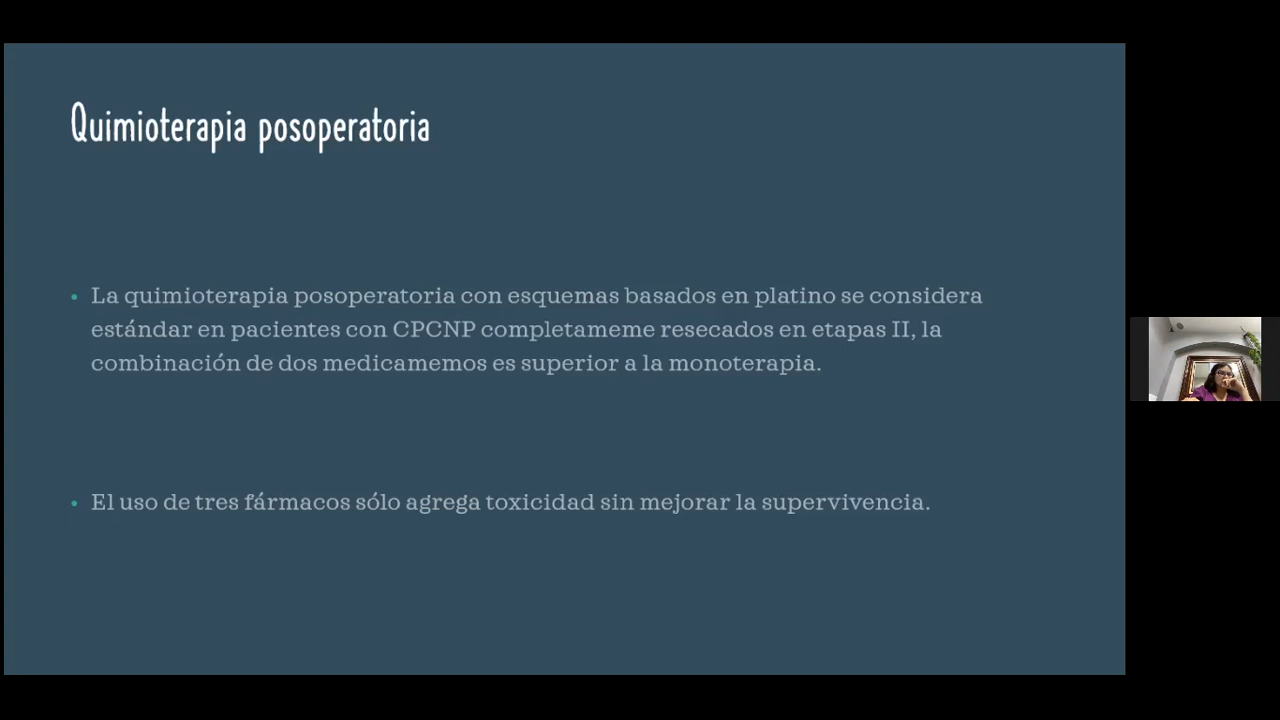 Quimioterapia posoperatoria
• La quimioterapia posoperatoria con esquemas basados en platino se considera
estándar en pacientes con CPCNP completameme resecados en etapas II, la
combinación de dos medicamemos es superior a la monoterapia.
• El uso de tres fármacos sólo agrega toxicidad sin mejorar la supervivencia.